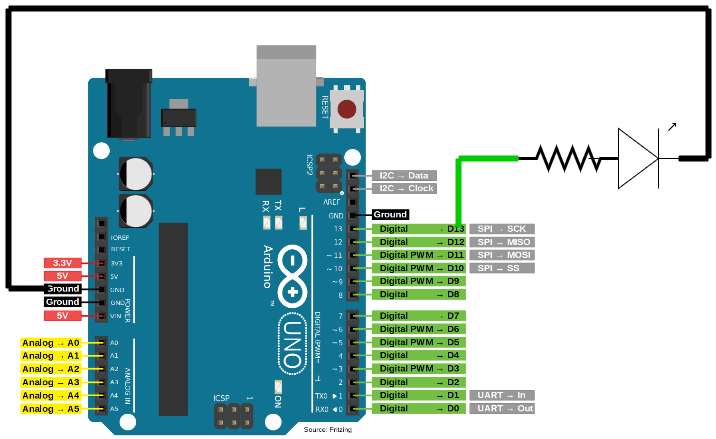 RESET
ICSP2
I2C → Data
I2C → Clock
AREF
GND
Ground
RX
TX
L
13
Digital → D13
SPI → SCK
12
Digital → D12
SPI → MISO
~ 11
Digital PWM → D11
SPI → MOSI
~ 10
Digital PWM → D10
SPI → SS
~ 9
Digital PWM → D9
8
Digital → D8
IOREF
RESET
3.3V
3V3
5V
5V
Ground
GND
Ground
GND
5V
VIN
POWER
Arduino
UNO
ON
DIGITAL (PWM~)
7
Digital → D7
~ 6
Digital PWM → D6
~ 5
Digital PWM → D5
4
Digital → D4
~ 3
Digital PWM → D3
2
Digital → D2
TX0 ▸ 1
Digital → D1
UART → In
RX0 ◂ 0
Digital → D0
UART → Out
Analog → A0
A0
Analog → A1
A1
Analog → A2
A2
Analog → A3
A3
Analog → A4
A4
Analog → A5
A5
ANALOG IN
ICSP
1
Source: Fritzing